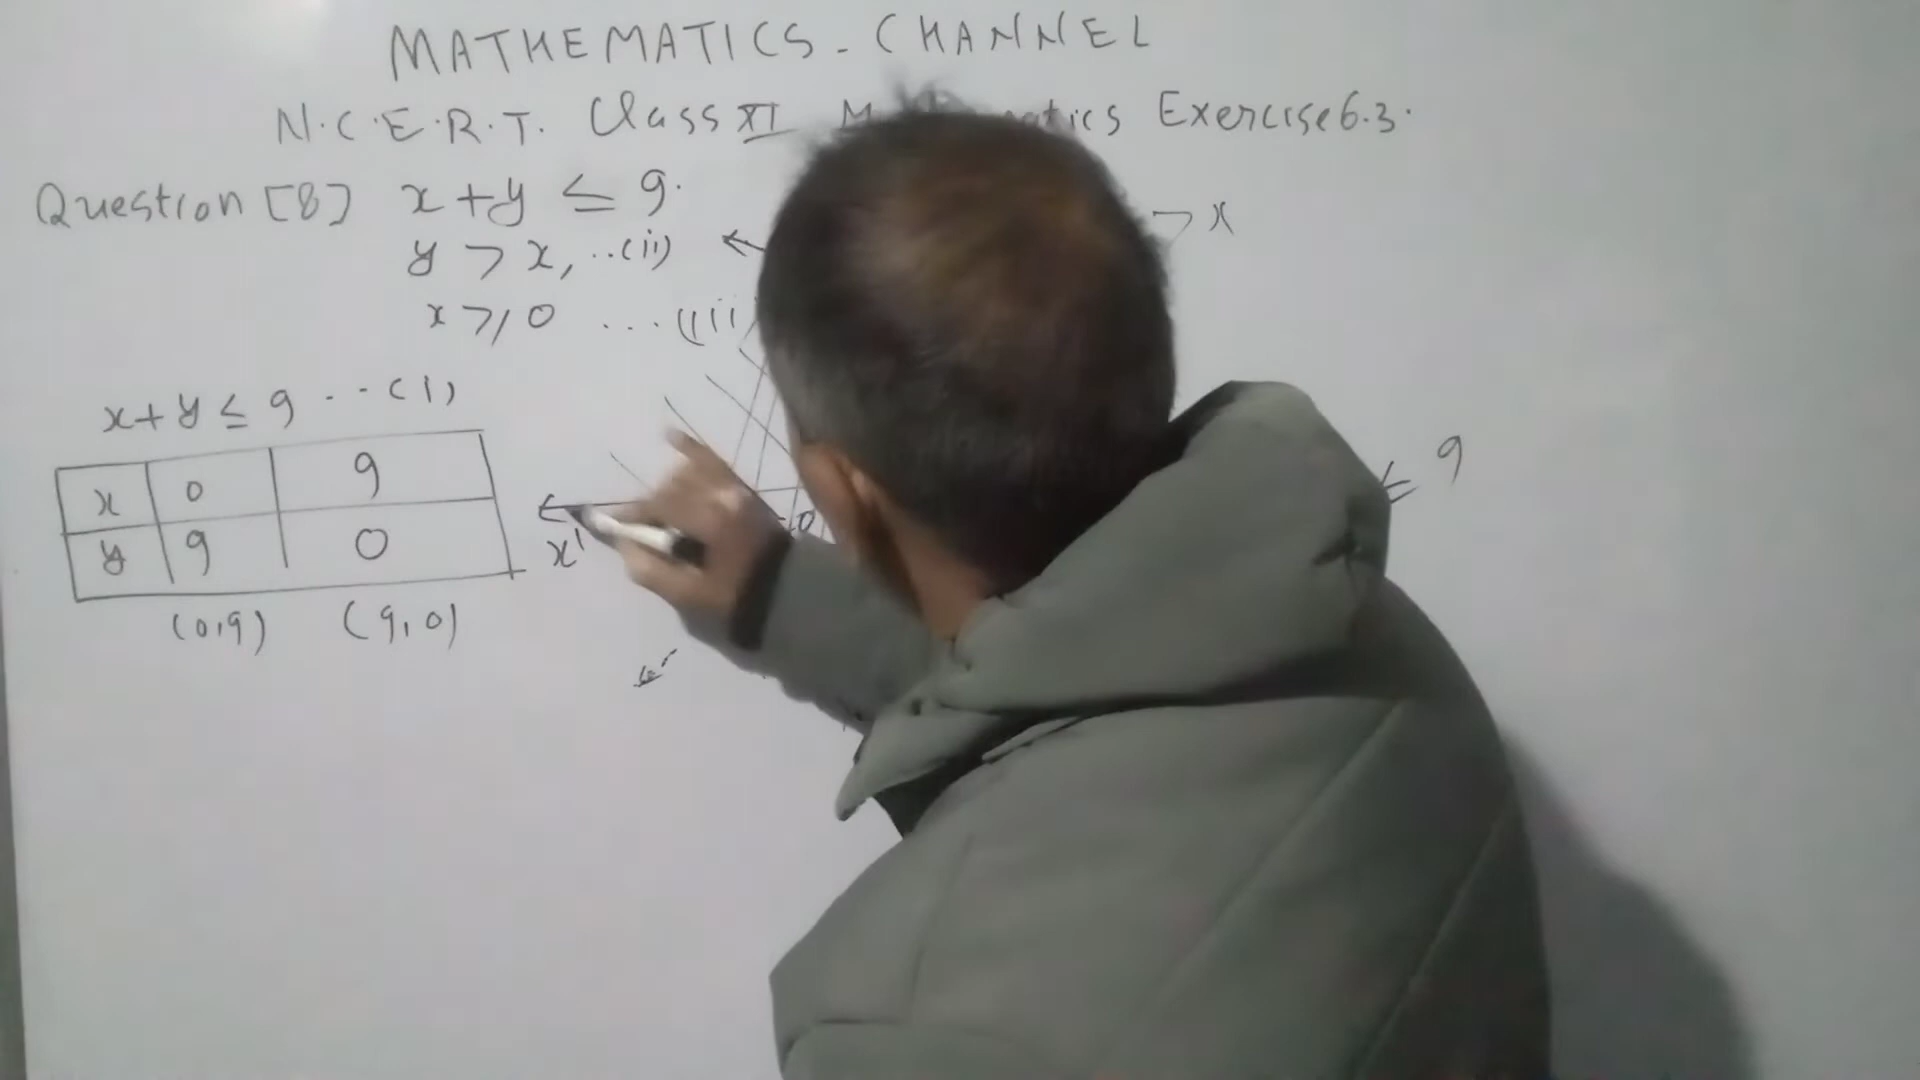 MATHEMATICS - CHANNEL
N.C.E.R.T. Class XI Exercise 6.3.
Question [8] x+y ≤ 9.
y > x, ..(ii)
> x
x ≥ 0 ...(iii
x+y ≤ 9 ...(1)
≤ 9
x 0 9
y 9 0
x' 0
(0,9) (9,0)